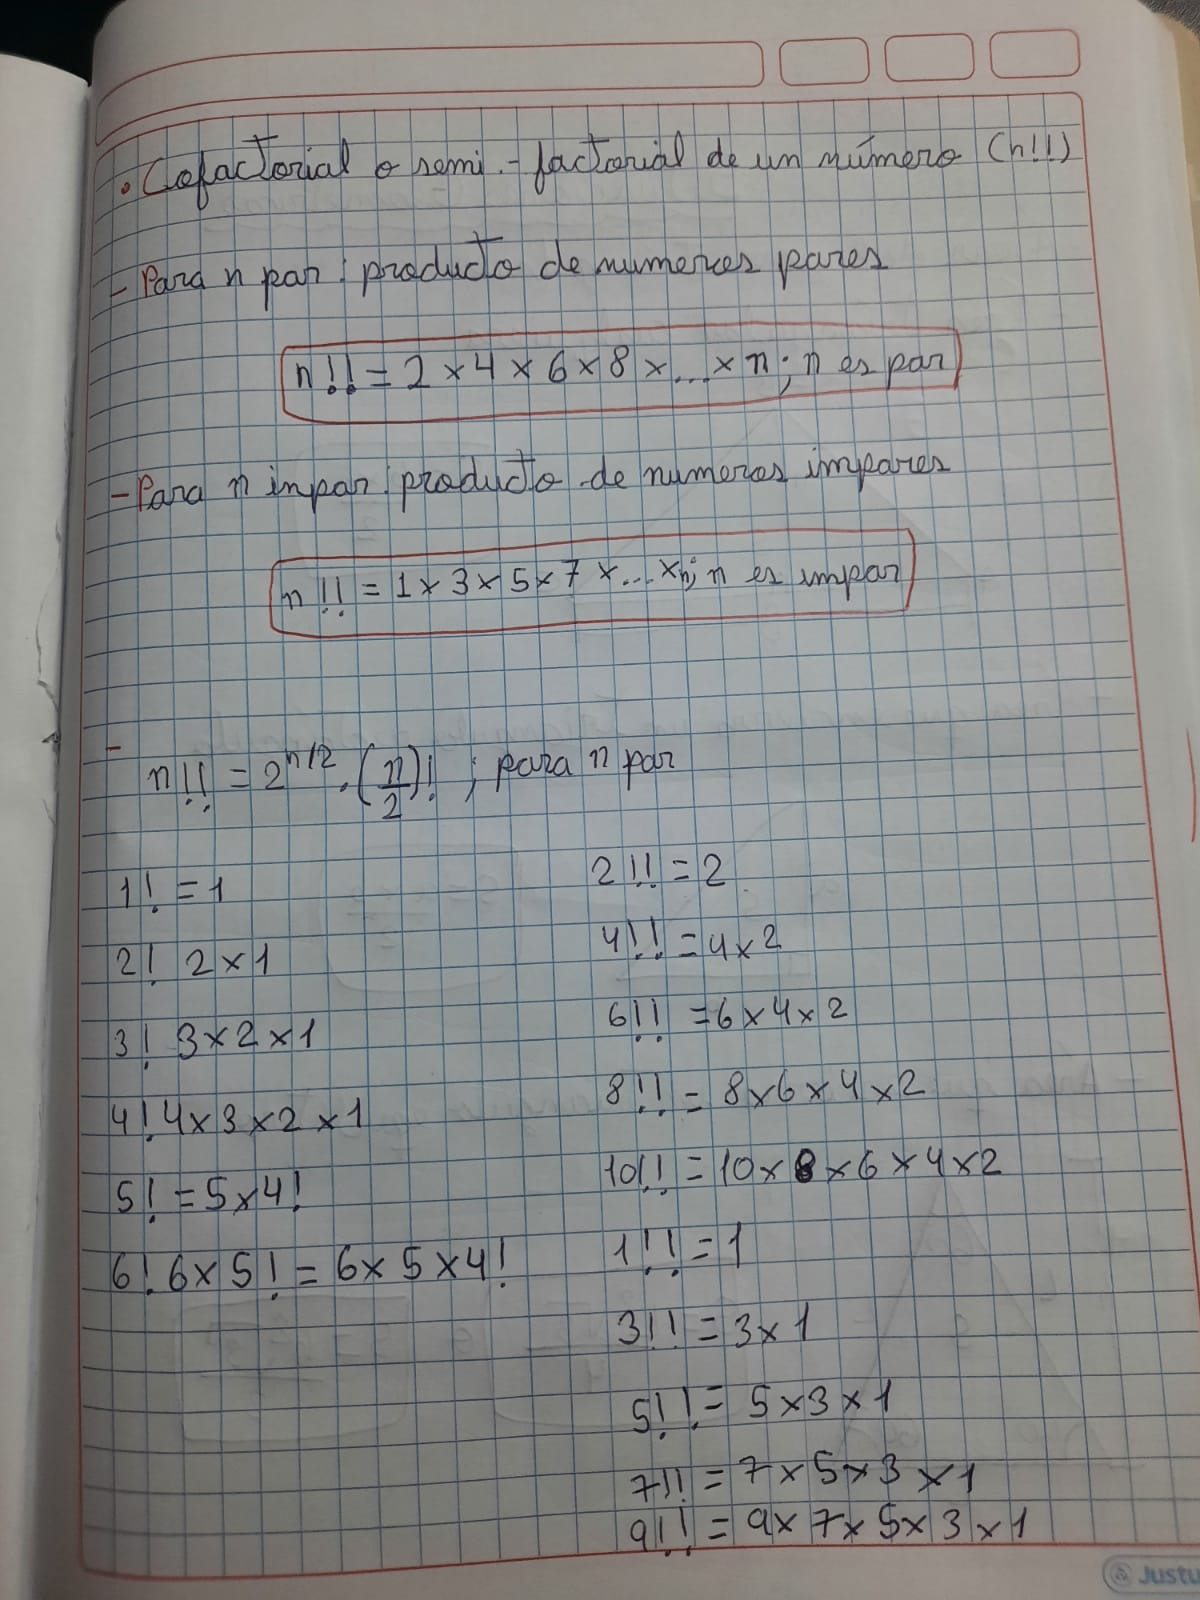 • Cofactorial o semi-factorial de un número (n!!)
- Para n par: producto de numeros pares
n!! = 2 x 4 x 6 x 8 x ... x n; n es par
- Para n inpar: producto de numeros impares
n!! = 1 x 3 x 5 x 7 x ... x n; n es impar
- n!! = 2^(n/2) . (n/2)! ; para n par
1! = 1
2! 2 x 1
3! 3 x 2 x 1
4! 4 x 3 x 2 x 1
5! = 5 x 4!
6! 6 x 5! = 6 x 5 x 4!
2!! = 2
4!! = 4 x 2
6!! = 6 x 4 x 2
8!! = 8 x 6 x 4 x 2
10!! = 10 x 8 x 6 x 4 x 2
1!! = 1
3!! = 3 x 1
5!! = 5 x 3 x 1
7!! = 7 x 5 x 3 x 1
9!! = 9 x 7 x 5 x 3 x 1